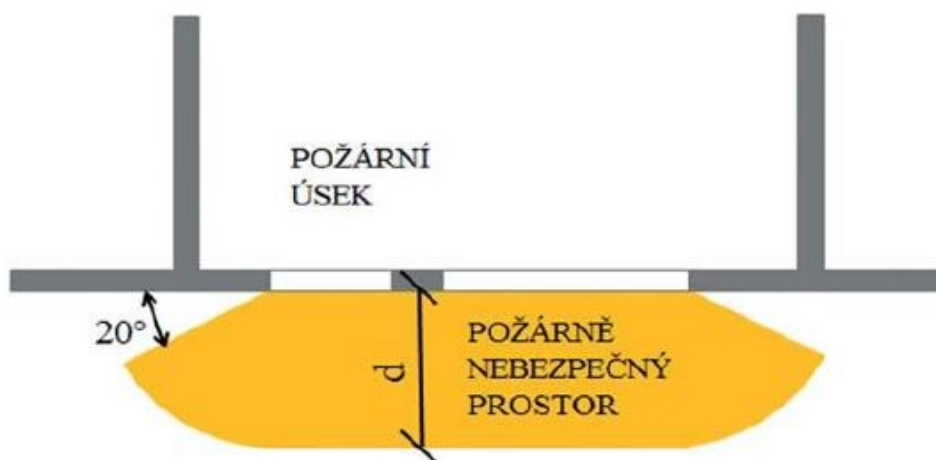 POŽÁRNÍ
ÚSEK
20°
d
POŽÁRNĚ
NEBEZPEČNÝ
PROSTOR